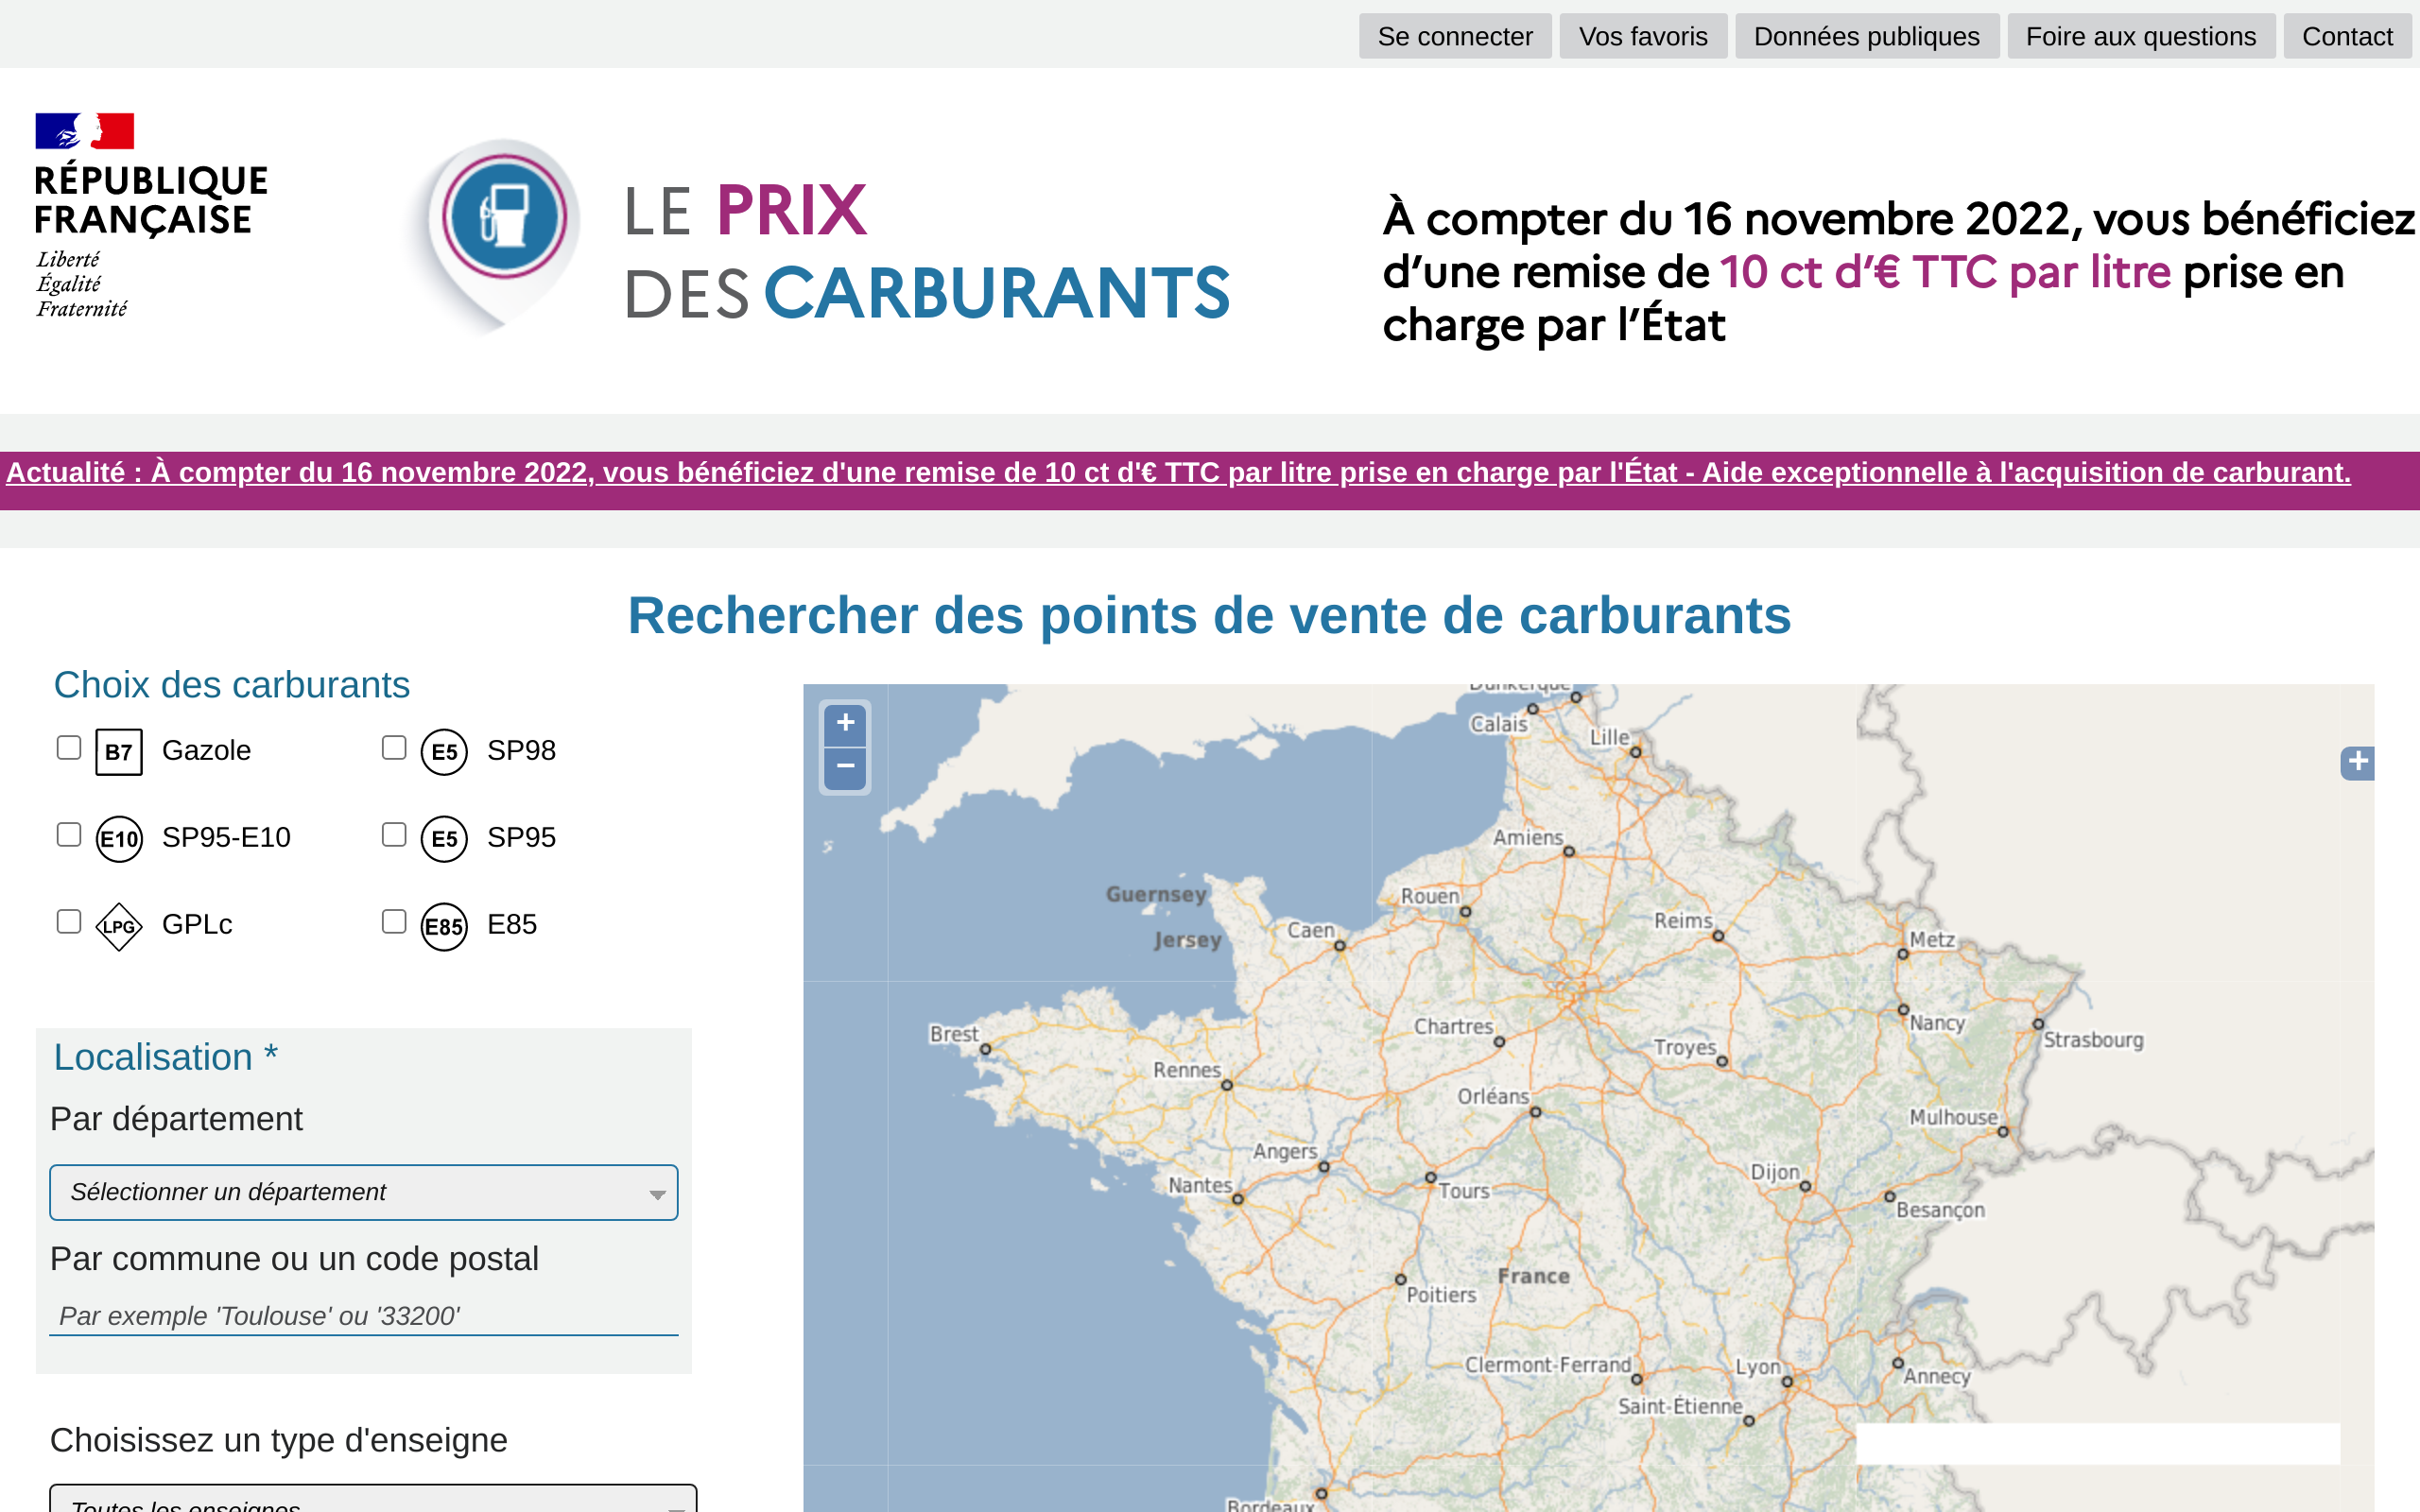 Se connecter
Vos favoris
Données publiques
Foire aux questions
Contact
RÉPUBLIQUE
FRANÇAISE
Liberté
Égalité
Fraternité
LE PRIX
DES CARBURANTS
À compter du 16 novembre 2022, vous bénéficiez
d'une remise de 10 ct d'€ TTC par litre prise en
charge par l'État
Actualité : À compter du 16 novembre 2022, vous bénéficiez d'une remise de 10 ct d'€ TTC par litre prise en charge par l'État - Aide exceptionnelle à l'acquisition de carburant.
Rechercher des points de vente de carburants
Choix des carburants
B7 Gazole
E5 SP98
E10 SP95-E10
E5 SP95
LPG GPLc
E85 E85
Localisation *
Par département
Sélectionner un département
Par commune ou un code postal
Par exemple 'Toulouse' ou '33200'
Choisissez un type d'enseigne
Toutes les enseignes
+
−
+
Dunkerque
Calais
Lille
Amiens
Guernsey
Rouen
Reims
Jersey
Caen
Metz
Brest
Chartres
Nancy
Strasbourg
Rennes
Troyes
Orléans
Mulhouse
Angers
Dijon
Nantes
Tours
Besançon
France
Poitiers
Clermont-Ferrand
Lyon
Annecy
Saint-Étienne
Bordeaux